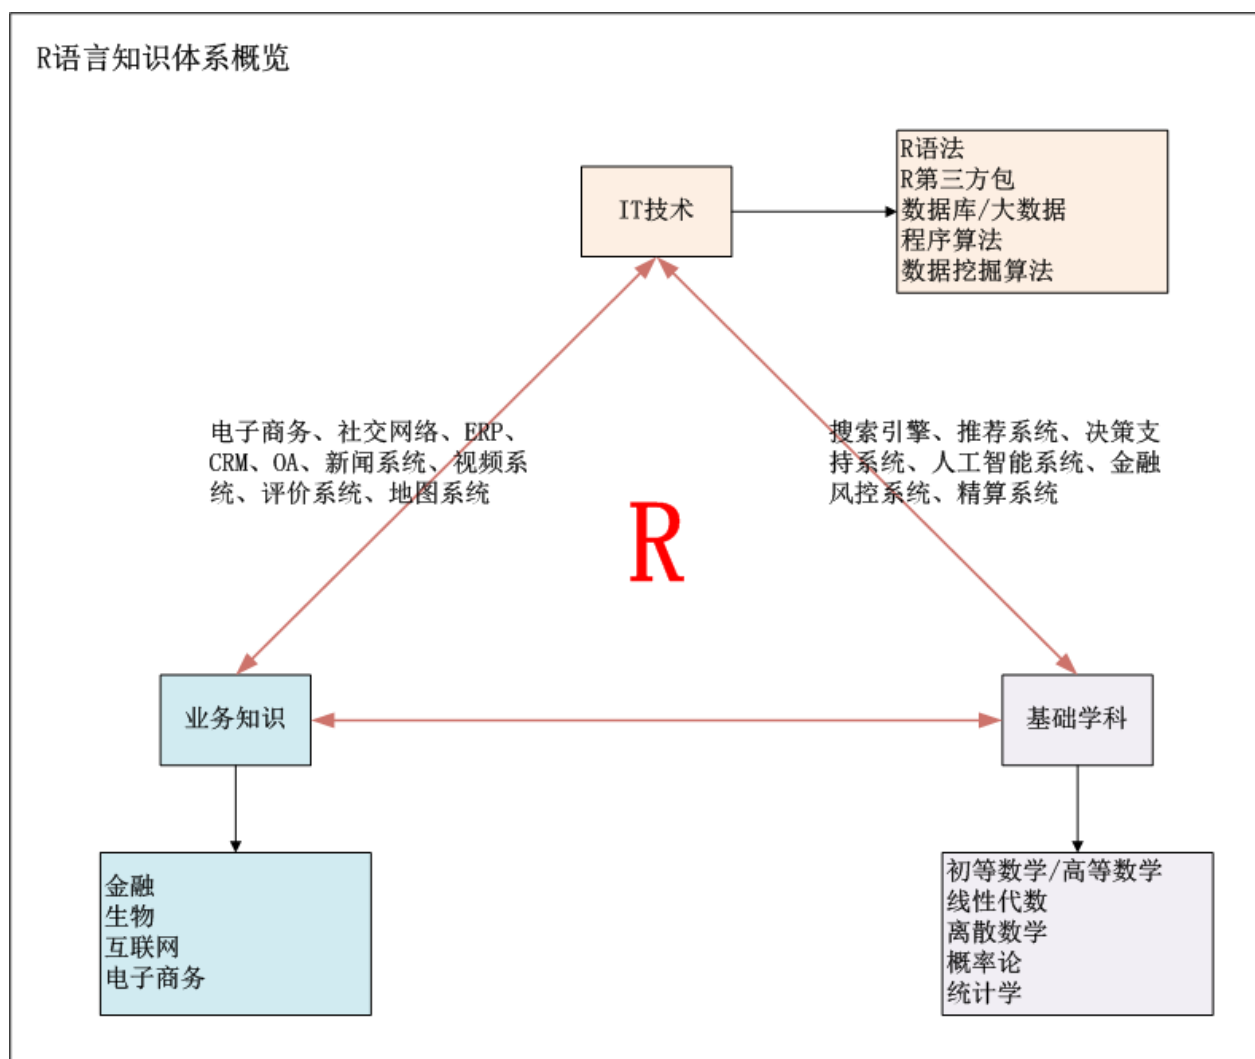 R语言知识体系概览
IT技术
R语法
R第三方包
数据库/大数据
程序算法
数据挖掘算法
电子商务、社交网络、ERP、
CRM、OA、新闻系统、视频系
统、评价系统、地图系统
搜索引擎、推荐系统、决策支
持系统、人工智能系统、金融
风控系统、精算系统
R
业务知识
基础学科
金融
生物
互联网
电子商务
初等数学/高等数学
线性代数
离散数学
概率论
统计学